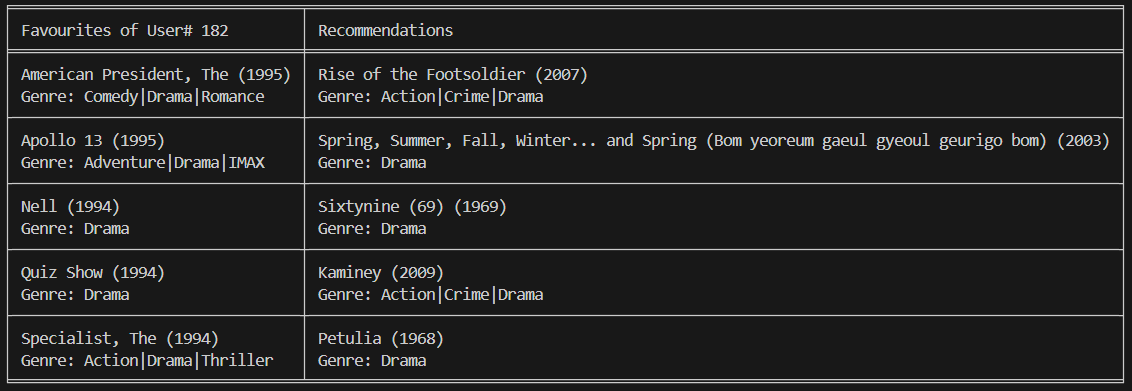 Favourites of User# 182 Recommendations
American President, The (1995) Rise of the Footsoldier (2007)
Genre: Comedy|Drama|Romance Genre: Action|Crime|Drama
Apollo 13 (1995) Spring, Summer, Fall, Winter... and Spring (Bom yeoreum gaeul gyeoul geurigo bom) (2003)
Genre: Adventure|Drama|IMAX Genre: Drama
Nell (1994) Sixtynine (69) (1969)
Genre: Drama Genre: Drama
Quiz Show (1994) Kaminey (2009)
Genre: Drama Genre: Action|Crime|Drama
Specialist, The (1994) Petulia (1968)
Genre: Action|Drama|Thriller Genre: Drama